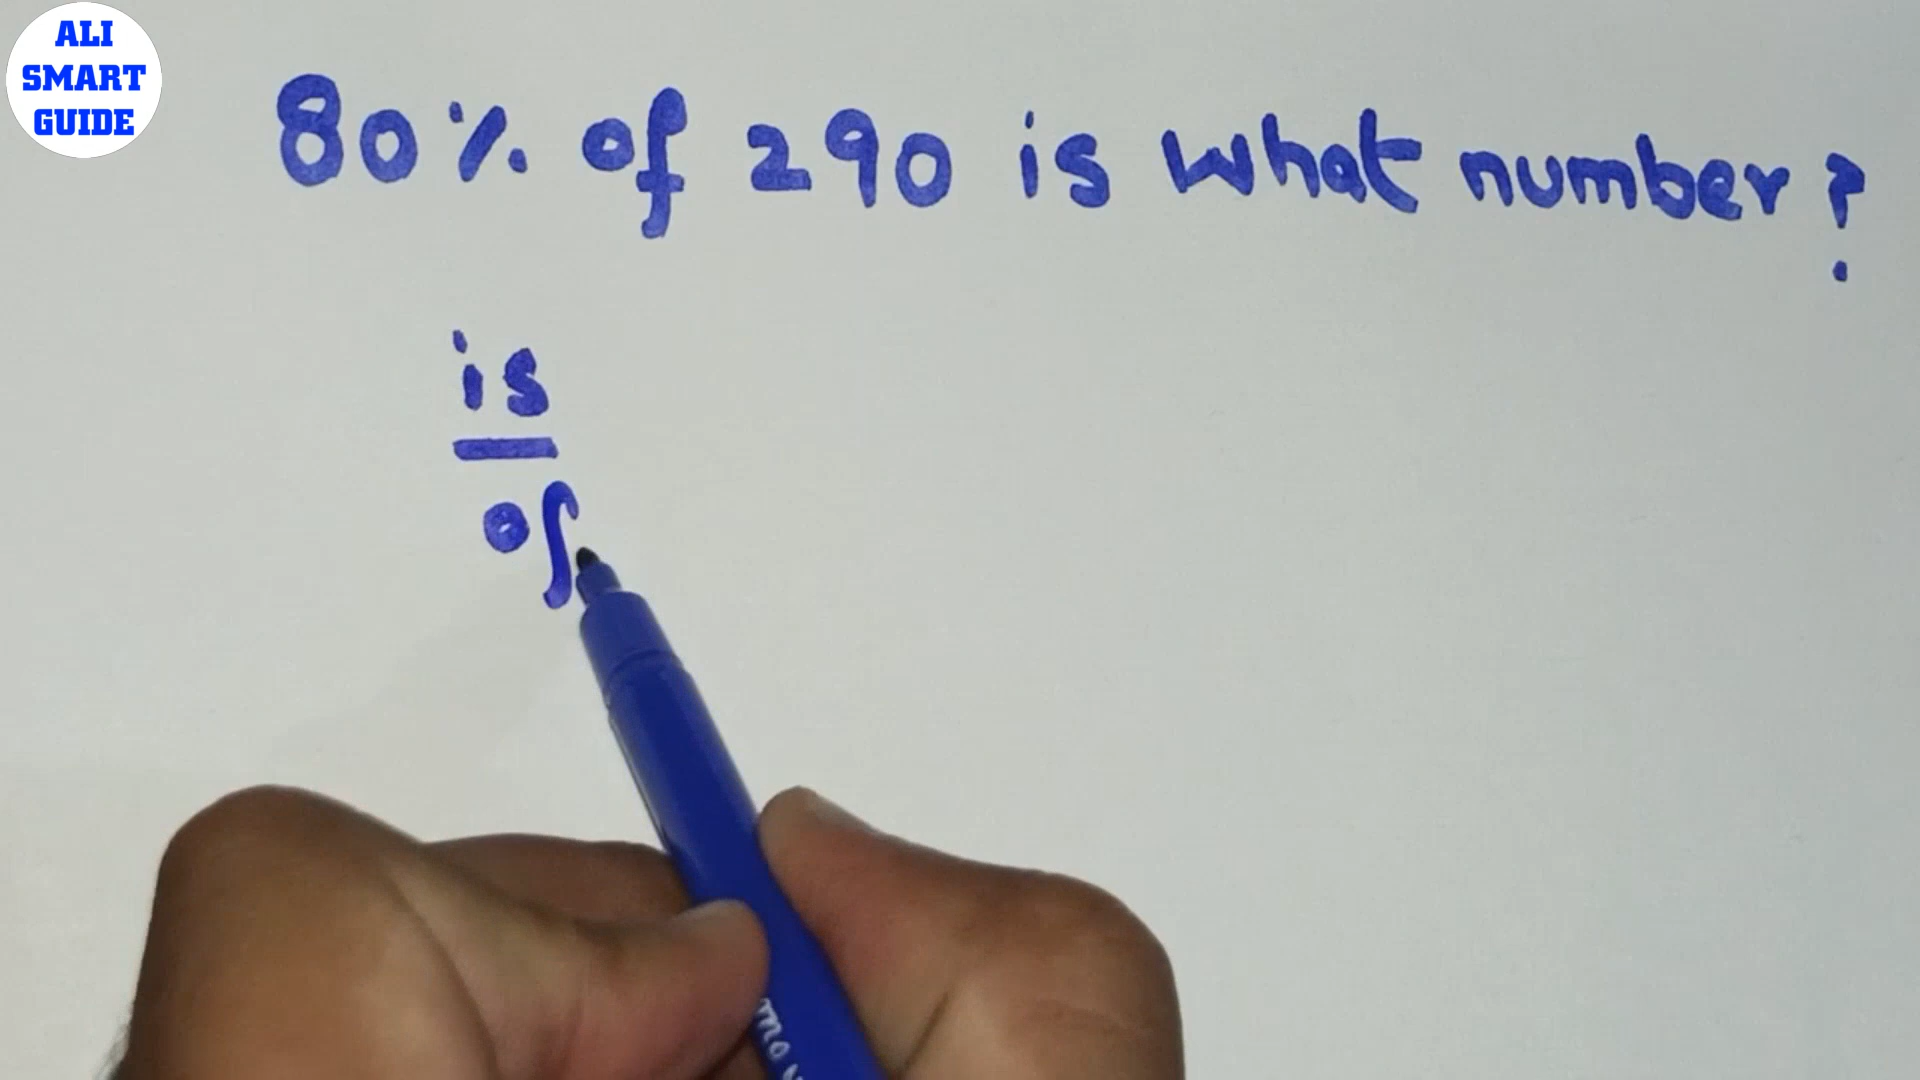 ALI
SMART
GUIDE
80% of 290 is what number?
is
of